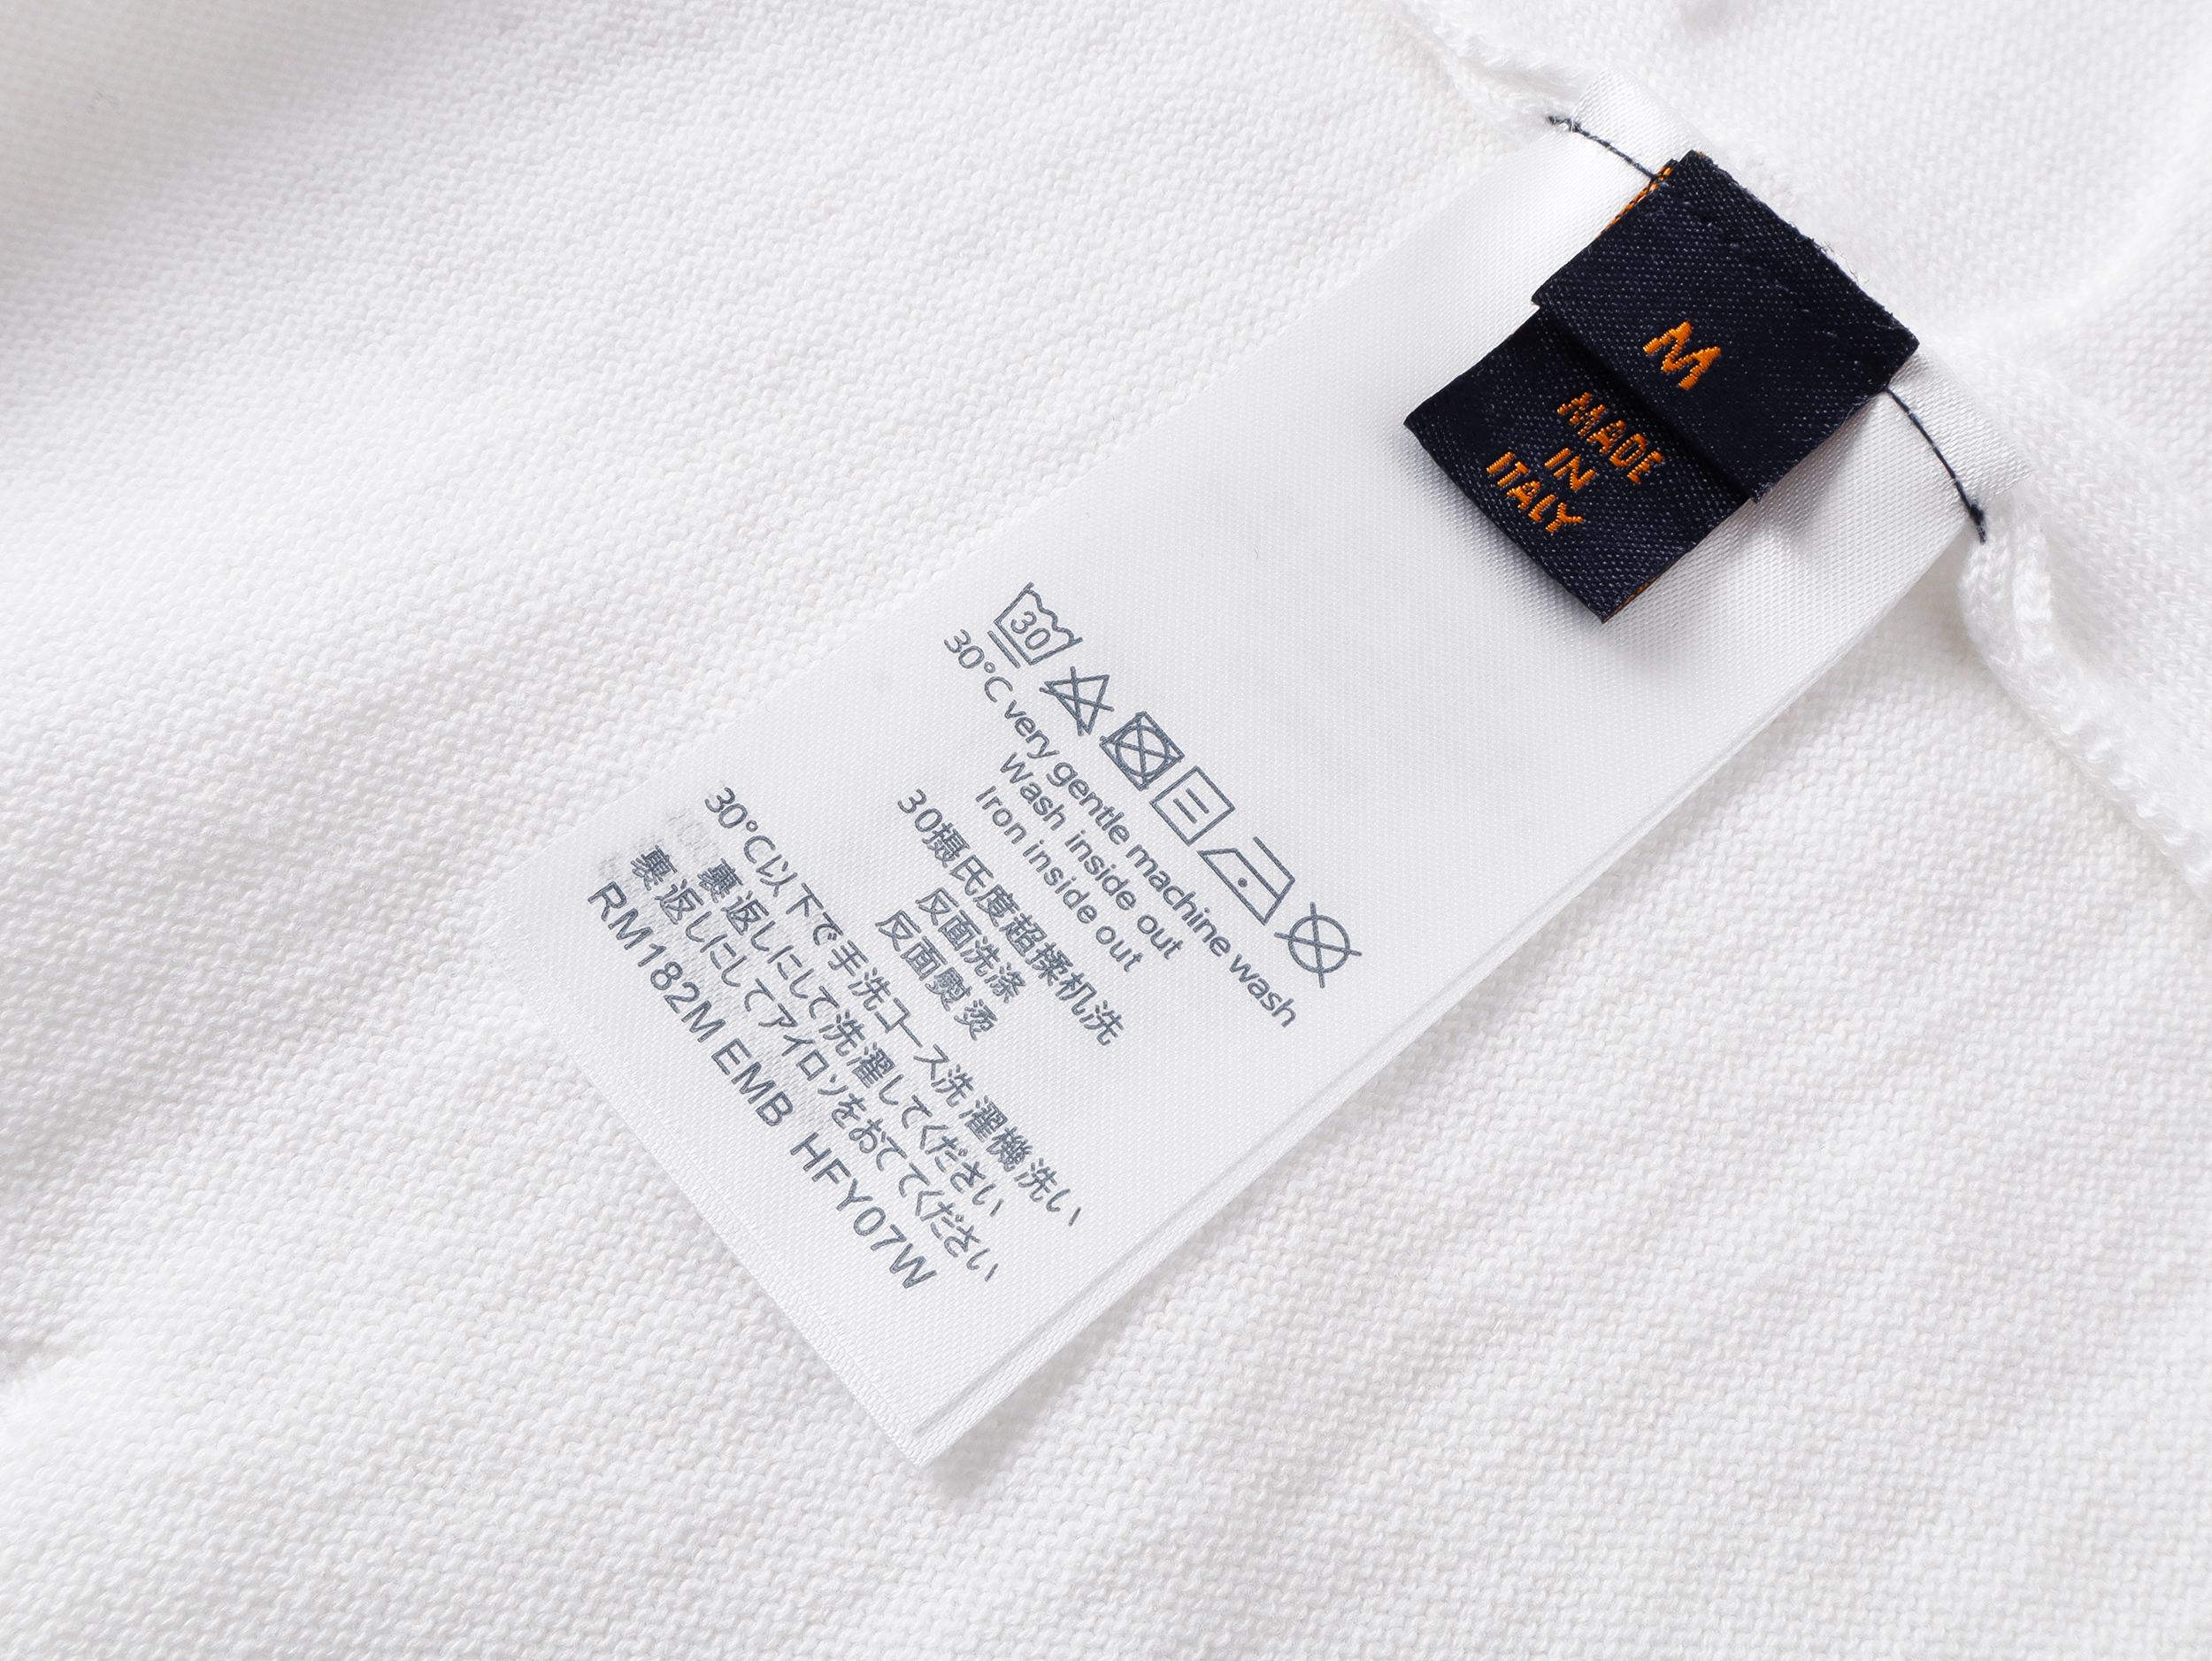 M
MADE
IN
ITALY
30
30°C very gentle machine wash
Wash inside out
Iron inside out
30摄氏度超揉机洗
反面洗涤
反面熨烫
30°C以下で手洗コース洗濯機洗い
裏返しにして洗濯してください
裏返しにしてアイロンをおててください
RM182M EMB HFY07W